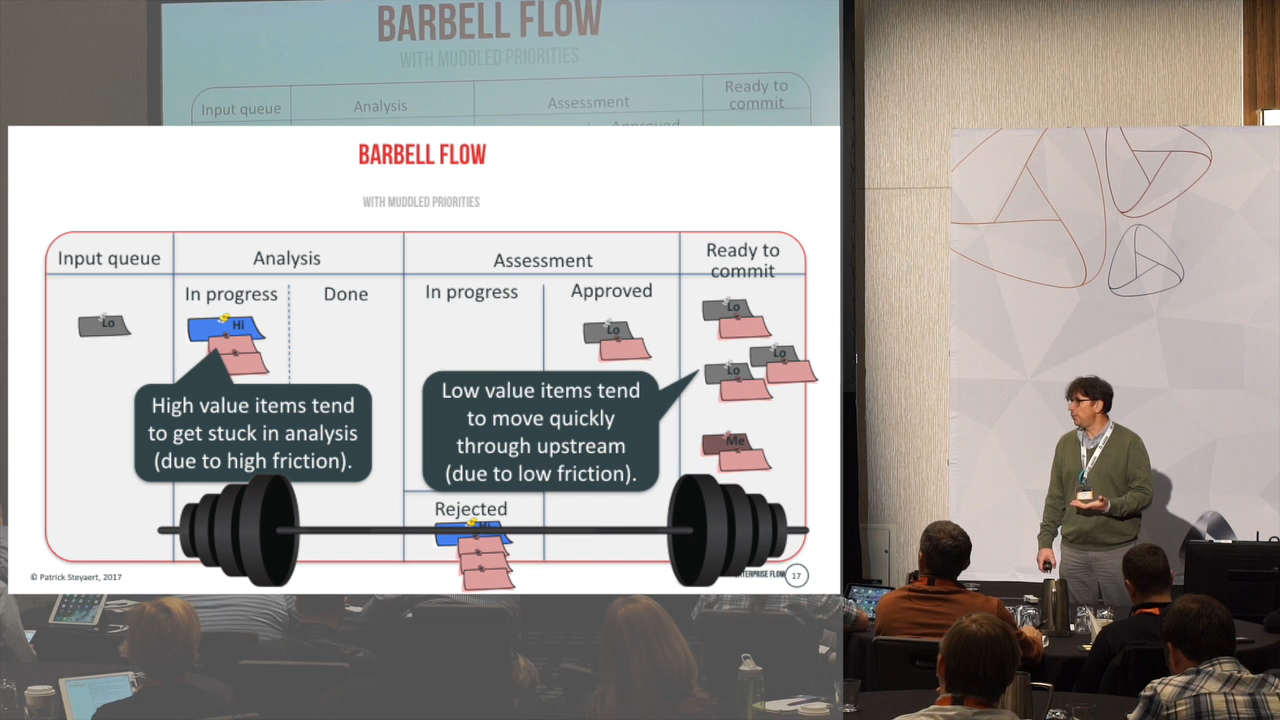 BARBELL FLOW
WITH MUDDLED PRIORITIES
Input queue
Analysis
Assessment
Ready to
commit
Approved
BARBELL FLOW
WITH MUDDLED PRIORITIES
Input queue
Analysis
Assessment
Ready to
commit
In progress
Done
In progress
Approved
Lo
Hi
Lo
Lo
Lo
Lo
Me
High value items tend
to get stuck in analysis
(due to high friction).
Low value items tend
to move quickly
through upstream
(due to low friction).
Rejected
© Patrick Steyaert, 2017
FLOW
17